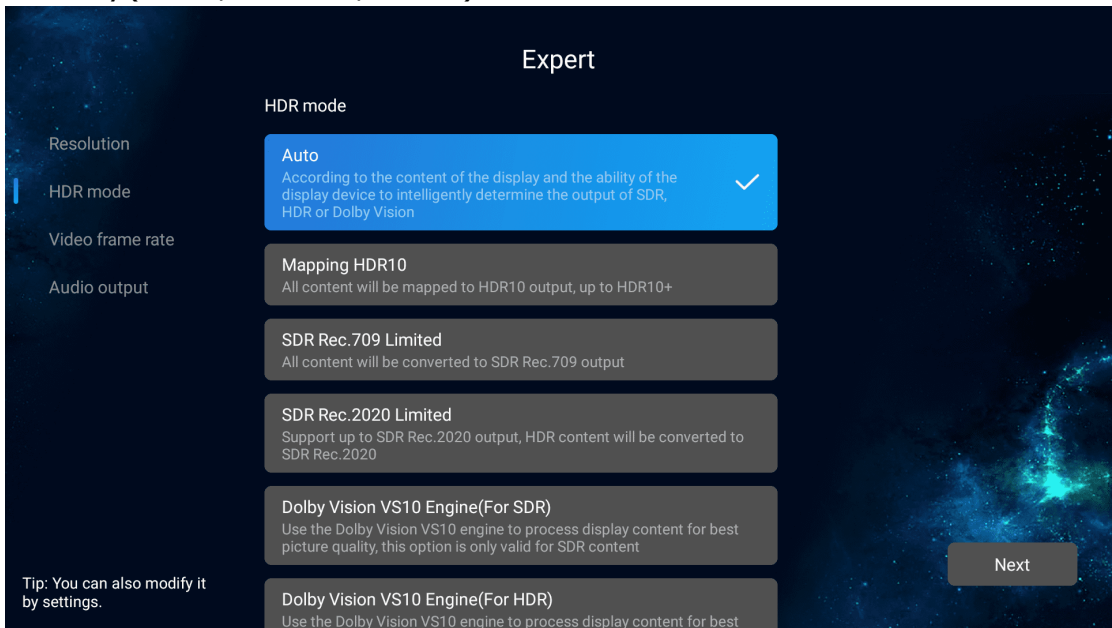 Expert
HDR mode
Resolution
HDR mode
Video frame rate
Audio output
Auto
According to the content of the display and the ability of the
display device to intelligently determine the output of SDR,
HDR or Dolby Vision
Mapping HDR10
All content will be mapped to HDR10 output, up to HDR10+
SDR Rec.709 Limited
All content will be converted to SDR Rec.709 output
SDR Rec.2020 Limited
Support up to SDR Rec.2020 output, HDR content will be converted to
SDR Rec.2020
Dolby Vision VS10 Engine(For SDR)
Use the Dolby Vision VS10 engine to process display content for best
picture quality, this option is only valid for SDR content
Dolby Vision VS10 Engine(For HDR)
Use the Dolby Vision VS10 engine to process display content for best
Next
Tip: You can also modify it
by settings.